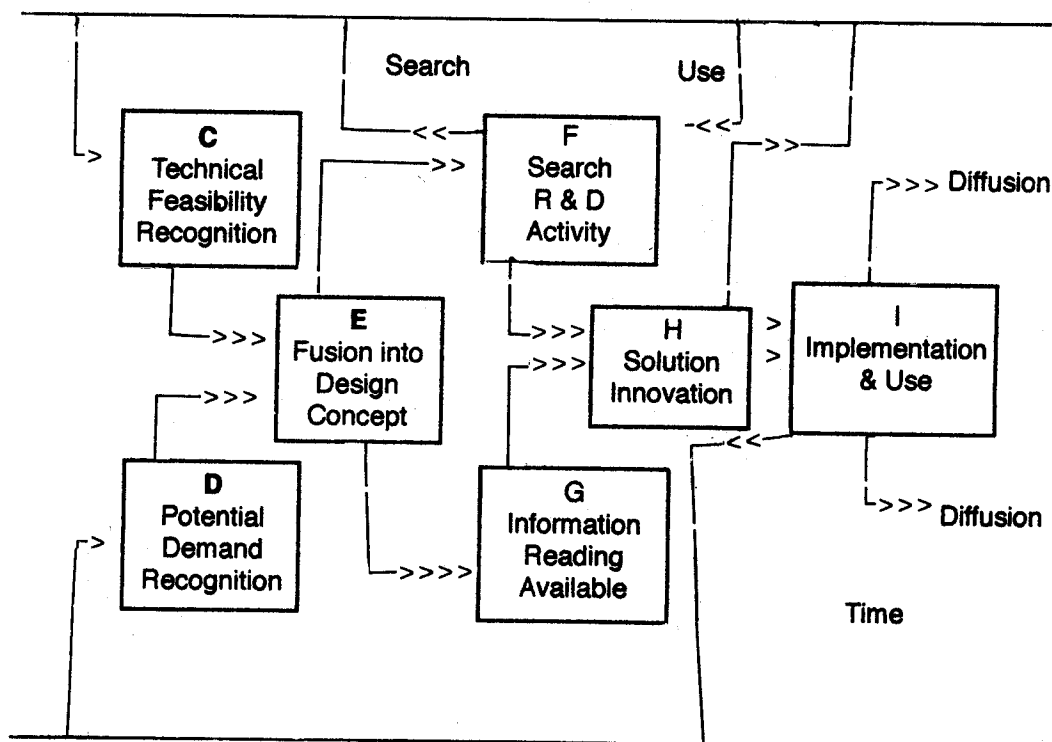 Search
Use
C
Technical
Feasibility
Recognition
F
Search
R & D
Activity
Diffusion
E
Fusion into
Design
Concept
H
Solution
Innovation
I
Implementation
& Use
D
Potential
Demand
Recognition
G
Information
Reading
Available
Diffusion
Time